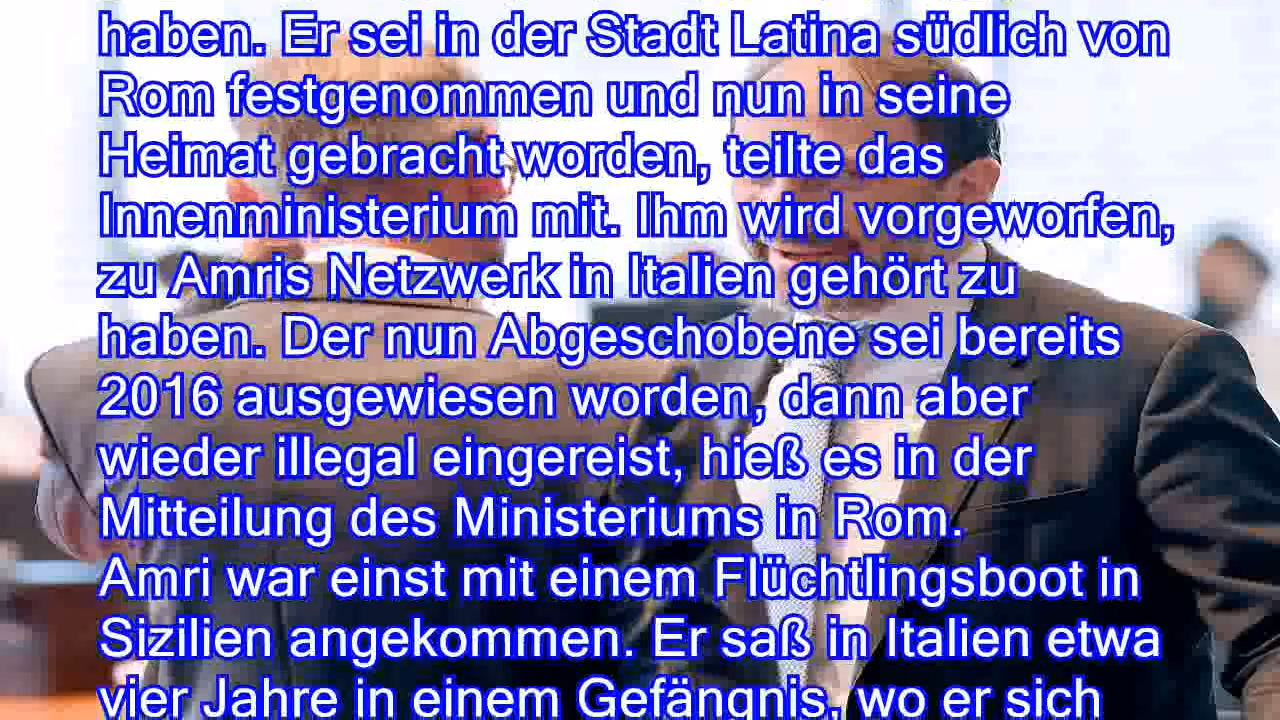 haben. Er sei in der Stadt Latina südlich von
Rom festgenommen und nun in seine
Heimat gebracht worden, teilte das
Innenministerium mit. Ihm wird vorgeworfen,
zu Amris Netzwerk in Italien gehört zu
haben. Der nun Abgeschobene sei bereits
2016 ausgewiesen worden, dann aber
wieder illegal eingereist, hieß es in der
Mitteilung des Ministeriums in Rom.
Amri war einst mit einem Flüchtlingsboot in
Sizilien angekommen. Er saß in Italien etwa
vier Jahre in einem Gefängnis, wo er sich